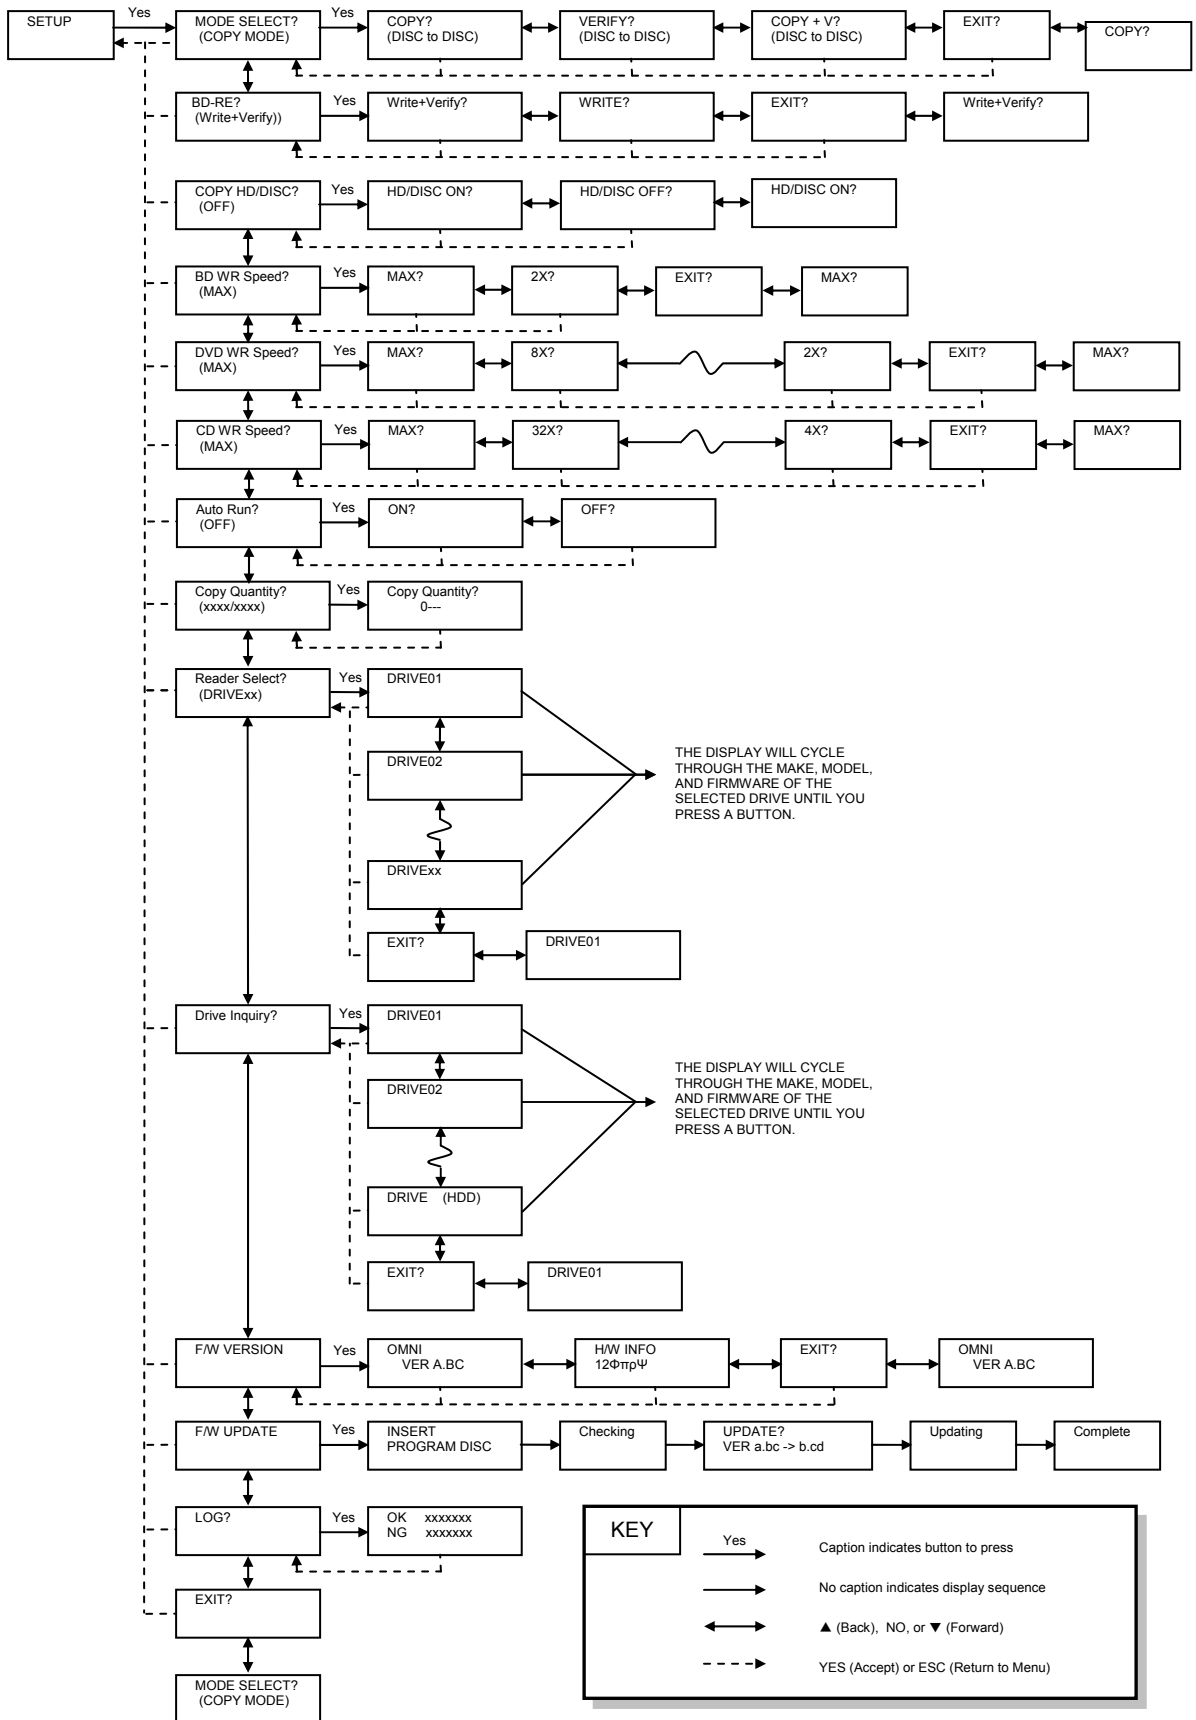 SETUP
Yes
MODE SELECT?
(COPY MODE)
Yes
COPY?
(DISC to DISC)
VERIFY?
(DISC to DISC)
COPY + V?
(DISC to DISC)
EXIT?
COPY?
BD-RE?
(Write+Verify))
Yes
Write+Verify?
WRITE?
EXIT?
Write+Verify?
COPY HD/DISC?
(OFF)
Yes
HD/DISC ON?
HD/DISC OFF?
HD/DISC ON?
BD WR Speed?
(MAX)
Yes
MAX?
2X?
EXIT?
MAX?
DVD WR Speed?
(MAX)
Yes
MAX?
8X?
2X?
EXIT?
MAX?
CD WR Speed?
(MAX)
Yes
MAX?
32X?
4X?
EXIT?
MAX?
Auto Run?
(OFF)
Yes
ON?
OFF?
Copy Quantity?
(xxxx/xxxx)
Yes
Copy Quantity?
0---
Reader Select?
(DRIVExx)
Yes
DRIVE01
DRIVE02
DRIVExx
EXIT?
DRIVE01
THE DISPLAY WILL CYCLE
THROUGH THE MAKE, MODEL,
AND FIRMWARE OF THE
SELECTED DRIVE UNTIL YOU
PRESS A BUTTON.
Drive Inquiry?
Yes
DRIVE01
DRIVE02
DRIVE (HDD)
EXIT?
DRIVE01
THE DISPLAY WILL CYCLE
THROUGH THE MAKE, MODEL,
AND FIRMWARE OF THE
SELECTED DRIVE UNTIL YOU
PRESS A BUTTON.
F/W VERSION
Yes
OMNI
VER A.BC
H/W INFO
12ΦπρΨ
EXIT?
OMNI
VER A.BC
F/W UPDATE
Yes
INSERT
PROGRAM DISC
Checking
UPDATE?
VER a.bc -> b.cd
Updating
Complete
LOG?
Yes
OK xxxxxxx
NG xxxxxxx
EXIT?
MODE SELECT?
(COPY MODE)
KEY
Yes
Caption indicates button to press
No caption indicates display sequence
▲ (Back), NO, or ▼ (Forward)
YES (Accept) or ESC (Return to Menu)